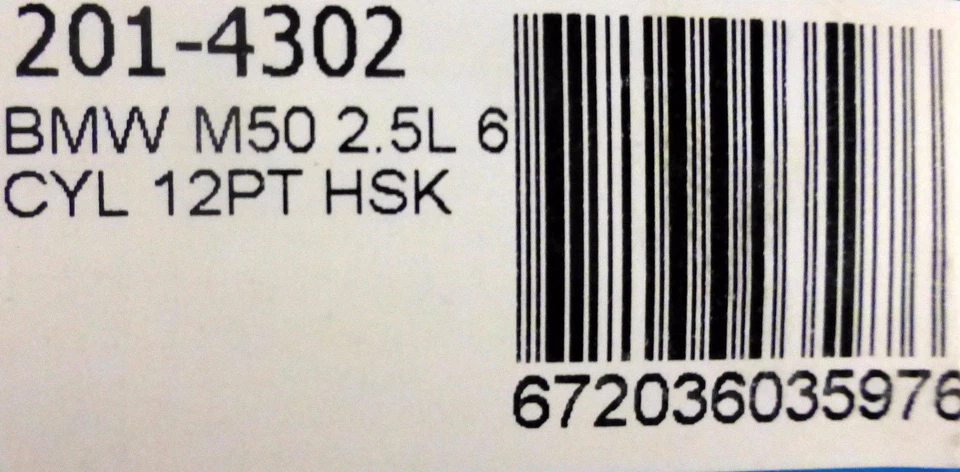 201-4302
BMW M50 2.5L 6
CYL 12PT HSK
672036035976